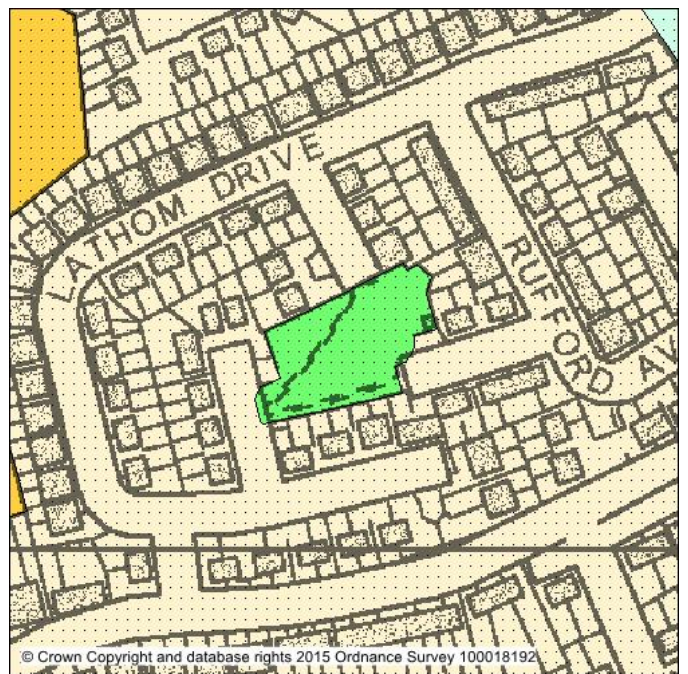 LATHOM DRIVE
RUFFORD AV
© Crown Copyright and database rights 2015 Ordnance Survey 100018192